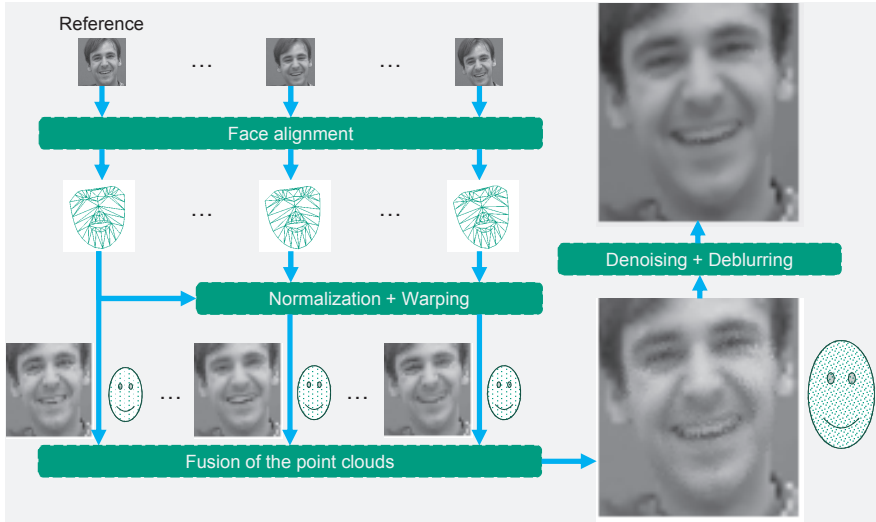 Reference
... ...
Face alignment
... ...
Denoising + Deblurring
Normalization + Warping
... ...
Fusion of the point clouds